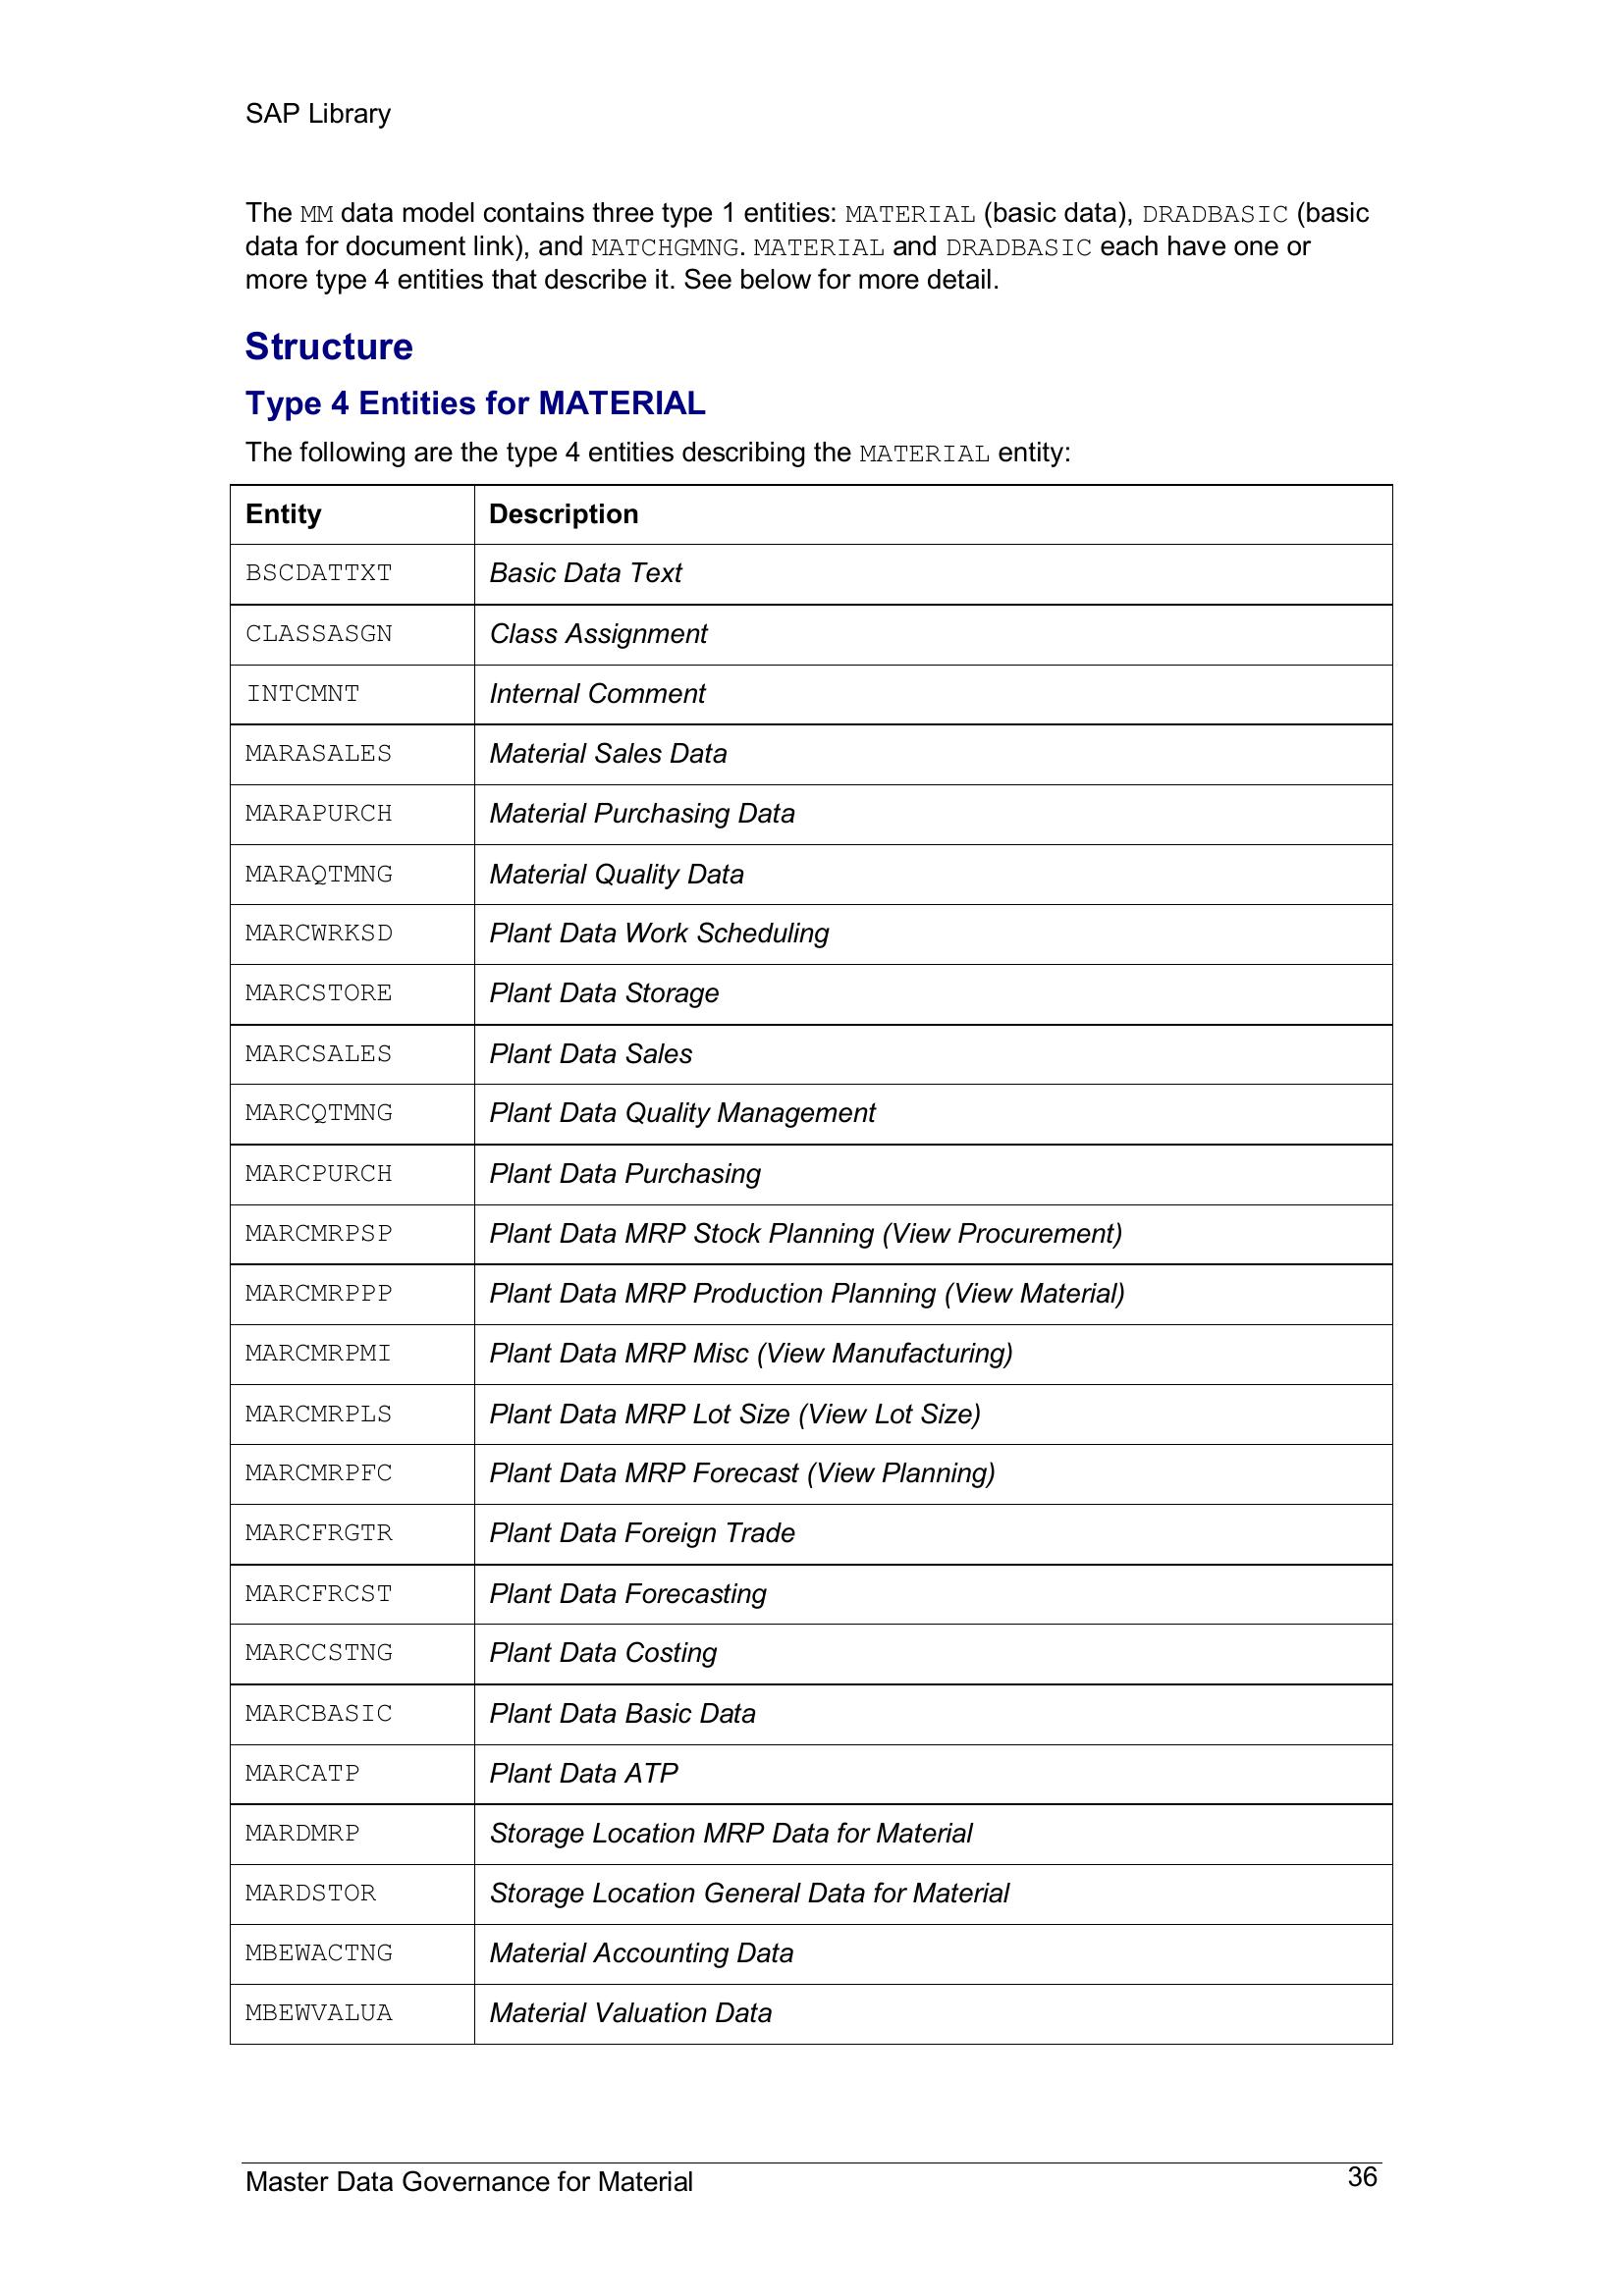 SAP Library
The MM data model contains three type 1 entities: MATERIAL (basic data), DRADBASIC (basic
data for document link), and MATCHGMNG. MATERIAL and DRADBASIC each have one or
more type 4 entities that describe it. See below for more detail.
Structure
Type 4 Entities for MATERIAL
The following are the type 4 entities describing the MATERIAL entity:
Entity Description
BSCDATTXT Basic Data Text
CLASSASGN Class Assignment
INTCMNT Internal Comment
MARASALES Material Sales Data
MARAPURCH Material Purchasing Data
MARAQTMNG Material Quality Data
MARCWRKSD Plant Data Work Scheduling
MARCSTORE Plant Data Storage
MARCSALES Plant Data Sales
MARCQTMNG Plant Data Quality Management
MARCPURCH Plant Data Purchasing
MARCMRPSP Plant Data MRP Stock Planning (View Procurement)
MARCMRPPP Plant Data MRP Production Planning (View Material)
MARCMRPMI Plant Data MRP Misc (View Manufacturing)
MARCMRPLS Plant Data MRP Lot Size (View Lot Size)
MARCMRPFC Plant Data MRP Forecast (View Planning)
MARCFRGTR Plant Data Foreign Trade
MARCFRCST Plant Data Forecasting
MARCCSTNG Plant Data Costing
MARCBASIC Plant Data Basic Data
MARCATP Plant Data ATP
MARDMRP Storage Location MRP Data for Material
MARDSTOR Storage Location General Data for Material
MBEWACTNG Material Accounting Data
MBEWVALUA Material Valuation Data
Master Data Governance for Material 36